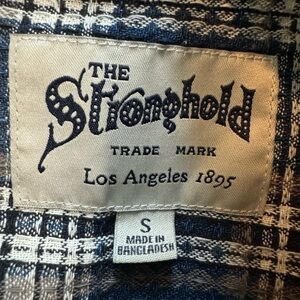 THE
Stronghold
TRADE MARK
Los Angeles 1895
S
MADE IN
BANGLADESH